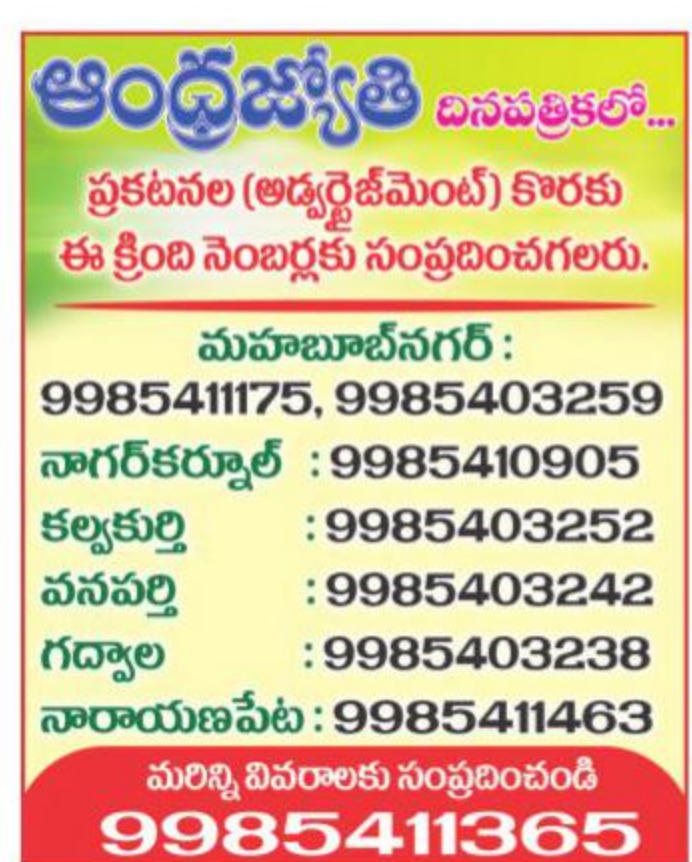 ఆంధ్రజ్యోతి దినపత్రికలో...
ప్రకటనల (అడ్వర్టైజ్‌మెంట్) కొరకు
ఈ క్రింది నెంబర్లకు సంప్రదించగలరు.
మహబూబ్‌నగర్ :
9985411175, 9985403259
నాగర్‌కర్నూల్ : 9985410905
కల్వకుర్తి : 9985403252
వనపర్తి : 9985403242
గద్వాల : 9985403238
నారాయణపేట : 9985411463
మరిన్ని వివరాలకు సంప్రదించండి
9985411365